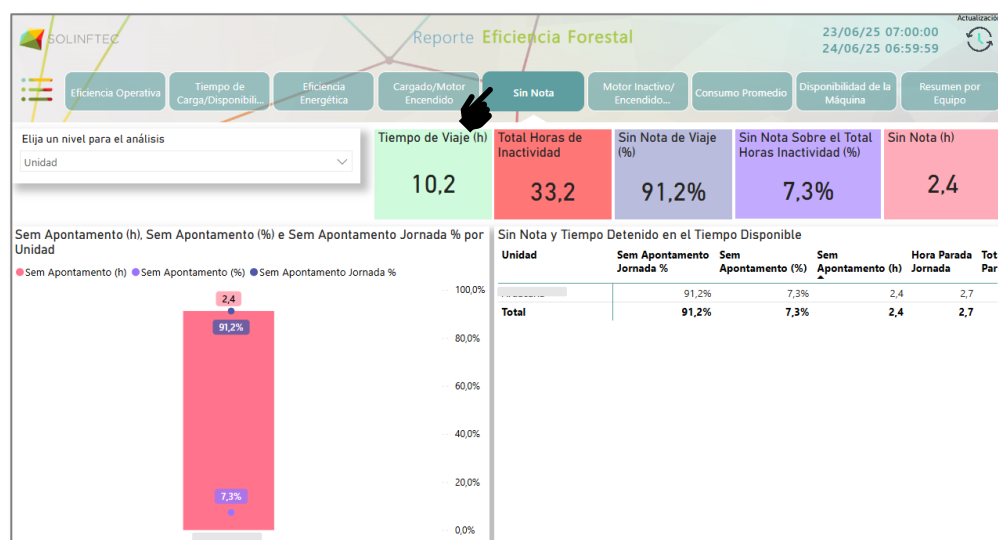 Actualización
SOLINFTEC
Reporte Eficiencia Forestal
23/06/25 07:00:00
24/06/25 06:59:59
Eficiencia Operativa
Tiempo de
Carga/Disponibili...
Eficiencia
Energética
Cargado/Motor
Encendido
Sin Nota
Motor Inactivo/
Encendido...
Consumo Promedio
Disponibilidad de la
Máquina
Resumen por
Equipo
Elija un nivel para el análisis
Unidad
Tiempo de Viaje (h)
10,2
Total Horas de
Inactividad
33,2
Sin Nota de Viaje
(%)
91,2%
Sin Nota Sobre el Total
Horas Inactividad (%)
7,3%
Sin Nota (h)
2,4
Sem Apontamento (h), Sem Apontamento (%) e Sem Apontamento Jornada % por
Unidad
Sem Apontamento (h) Sem Apontamento (%) Sem Apontamento Jornada %
100,0%
80,0%
60,0%
40,0%
20,0%
0,0%
2,4
91,2%
7,3%
Sin Nota y Tiempo Detenido en el Tiempo Disponible
Unidad Sem Apontamento Jornada % Sem Apontamento (%) Sem Apontamento (h) Hora Parada Jornada
91,2% 7,3% 2,4 2,7
Total 91,2% 7,3% 2,4 2,7